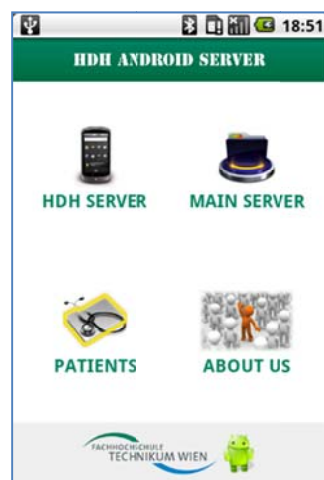 18:51
HDH ANDROID SERVER
HDH SERVER MAIN SERVER
PATIENTS ABOUT US
FACHHOCHSCHULE
TECHNIKUM WIEN